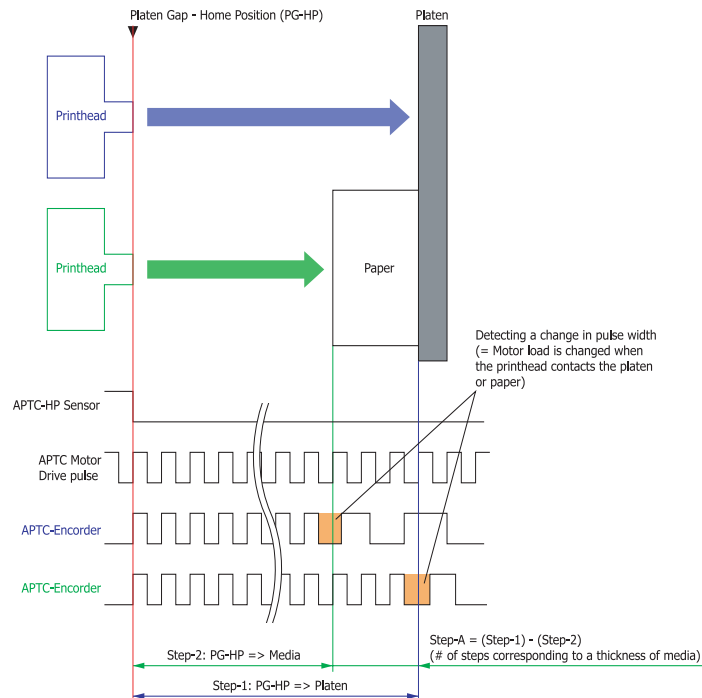 Platen Gap - Home Position (PG-HP)
Platen
Printhead
Printhead
Paper
Detecting a change in pulse width
(= Motor load is changed when
the printhead contacts the platen
or paper)
APTC-HP Sensor
APTC Motor
Drive pulse
APTC-Encorder
APTC-Encorder
Step-2: PG-HP => Media
Step-A = (Step-1) - (Step-2)
(# of steps corresponding to a thickness of media)
Step-1: PG-HP => Platen